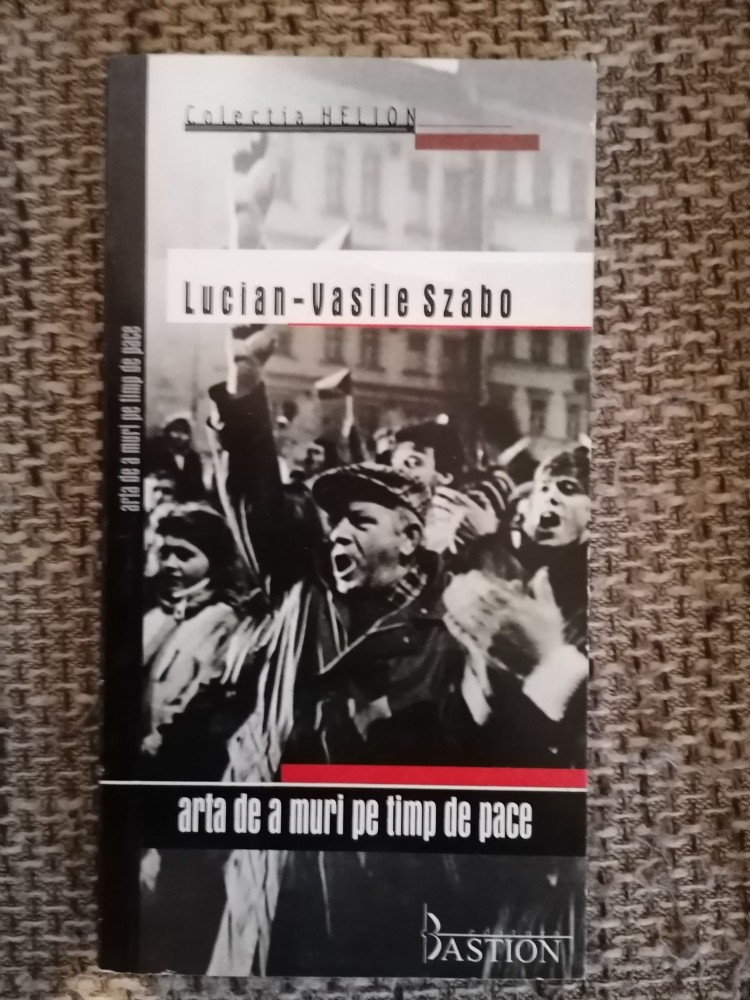 Colecția HELION
Lucian-Vasile Szabo
arta de a muri pe timp de pace
arta de a muri pe timp de pace
editura
BASTION